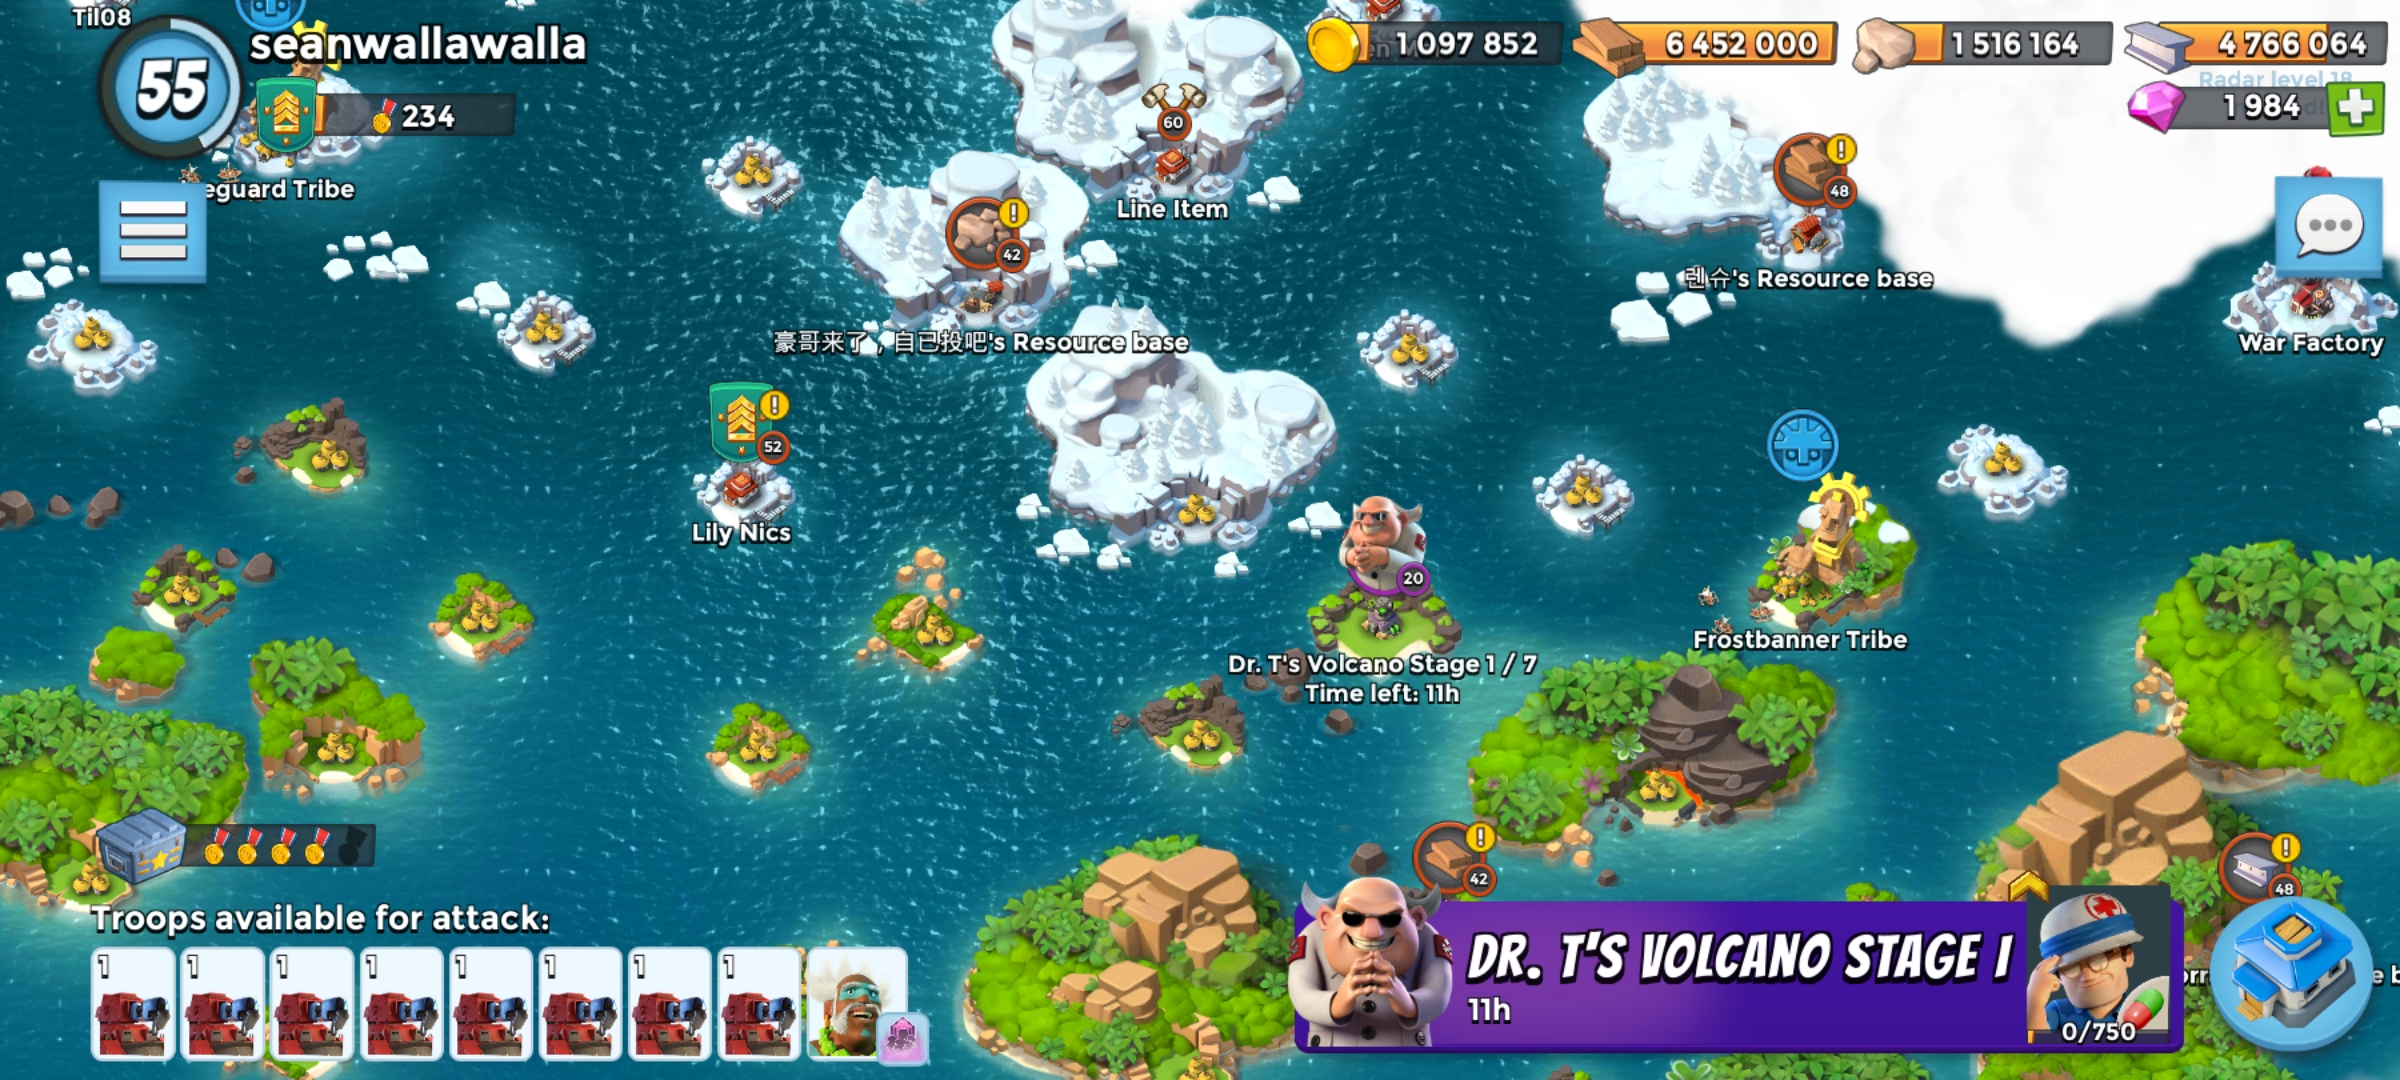 Til08
55
seanwallawalla
234
1 097 852
6 452 000
1 516 164
4 766 064
Radar level 18
1 984
60
Line Item
48
렌슈's Resource base
eguard Tribe
42
豪哥来了，自已投吧's Resource base
War Factory
52
Lily Nics
20
Dr. T's Volcano Stage 1 / 7
Time left: 11h
Frostbanner Tribe
42
48
Troops available for attack:
1
1
1
1
1
1
1
1
DR. T'S VOLCANO STAGE 1
11h
0/750